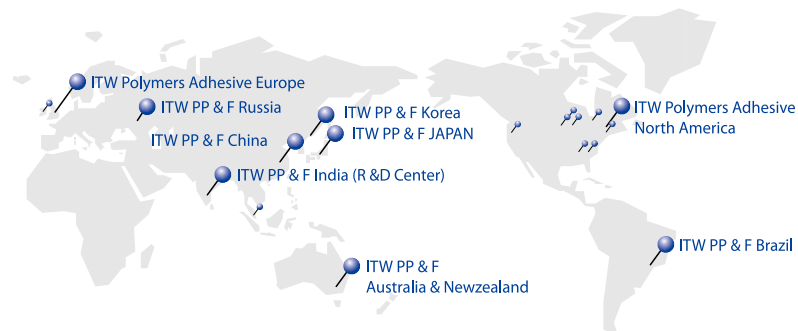 ITW Polymers Adhesive Europe
ITW PP & F Russia
ITW PP & F Korea
ITW PP & F JAPAN
ITW PP & F China
ITW PP & F India (R &D Center)
ITW PP & F
Australia & Newzealand
ITW Polymers Adhesive
North America
ITW PP & F Brazil